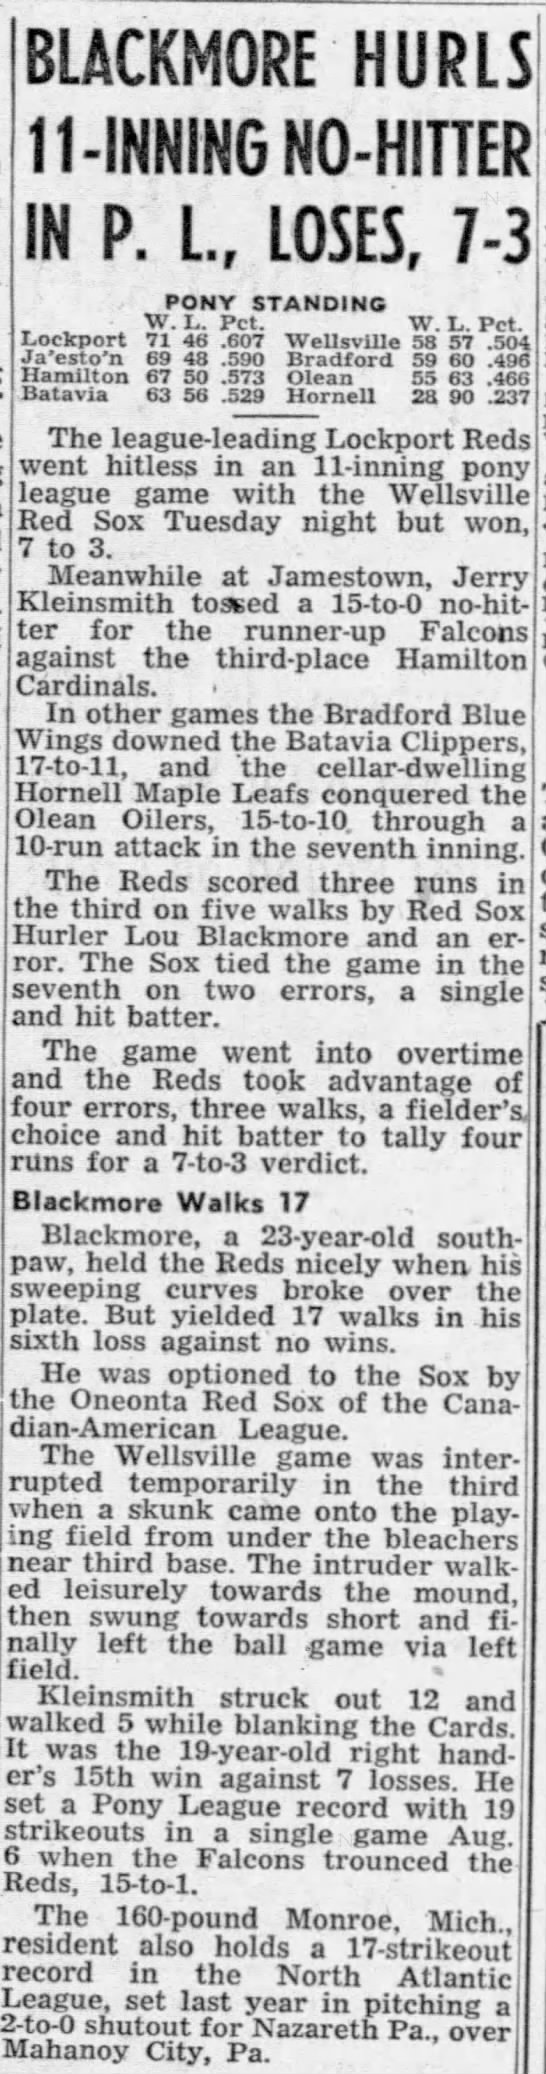 BLACKMORE HURLS
11-INNING NO-HITTER
IN P. L., LOSES, 7-3
PONY STANDING
W. L. Pct. W. L. Pct.
Lockport 71 46 .607 Wellsville 58 57 .504
Ja'esto'n 69 48 .590 Bradford 59 60 .496
Hamilton 67 50 .573 Olean 55 63 .466
Batavia 63 56 .529 Hornell 28 90 .237
The league-leading Lockport Reds
went hitless in an 11-inning pony
league game with the Wellsville
Red Sox Tuesday night but won,
7 to 3.
Meanwhile at Jamestown, Jerry
Kleinsmith tossed a 15-to-0 no-hit-
ter for the runner-up Falcons
against the third-place Hamilton
Cardinals.
In other games the Bradford Blue
Wings downed the Batavia Clippers,
17-to-11, and the cellar-dwelling
Hornell Maple Leafs conquered the
Olean Oilers, 15-to-10 through a
10-run attack in the seventh inning.
The Reds scored three runs in
the third on five walks by Red Sox
Hurler Lou Blackmore and an er-
ror. The Sox tied the game in the
seventh on two errors, a single
and hit batter.
The game went into overtime
and the Reds took advantage of
four errors, three walks, a fielder's
choice and hit batter to tally four
runs for a 7-to-3 verdict.
Blackmore Walks 17
Blackmore, a 23-year-old south-
paw, held the Reds nicely when his
sweeping curves broke over the
plate. But yielded 17 walks in his
sixth loss against no wins.
He was optioned to the Sox by
the Oneonta Red Sox of the Cana-
dian-American League.
The Wellsville game was inter-
rupted temporarily in the third
when a skunk came onto the play-
ing field from under the bleachers
near third base. The intruder walk-
ed leisurely towards the mound,
then swung towards short and fi-
nally left the ball game via left
field.
Kleinsmith struck out 12 and
walked 5 while blanking the Cards.
It was the 19-year-old right hand-
er's 15th win against 7 losses. He
set a Pony League record with 19
strikeouts in a single game Aug.
6 when the Falcons trounced the
Reds, 15-to-1.
The 160-pound Monroe, Mich.,
resident also holds a 17-strikeout
record in the North Atlantic
League, set last year in pitching a
2-to-0 shutout for Nazareth Pa., over
Mahanoy City, Pa.